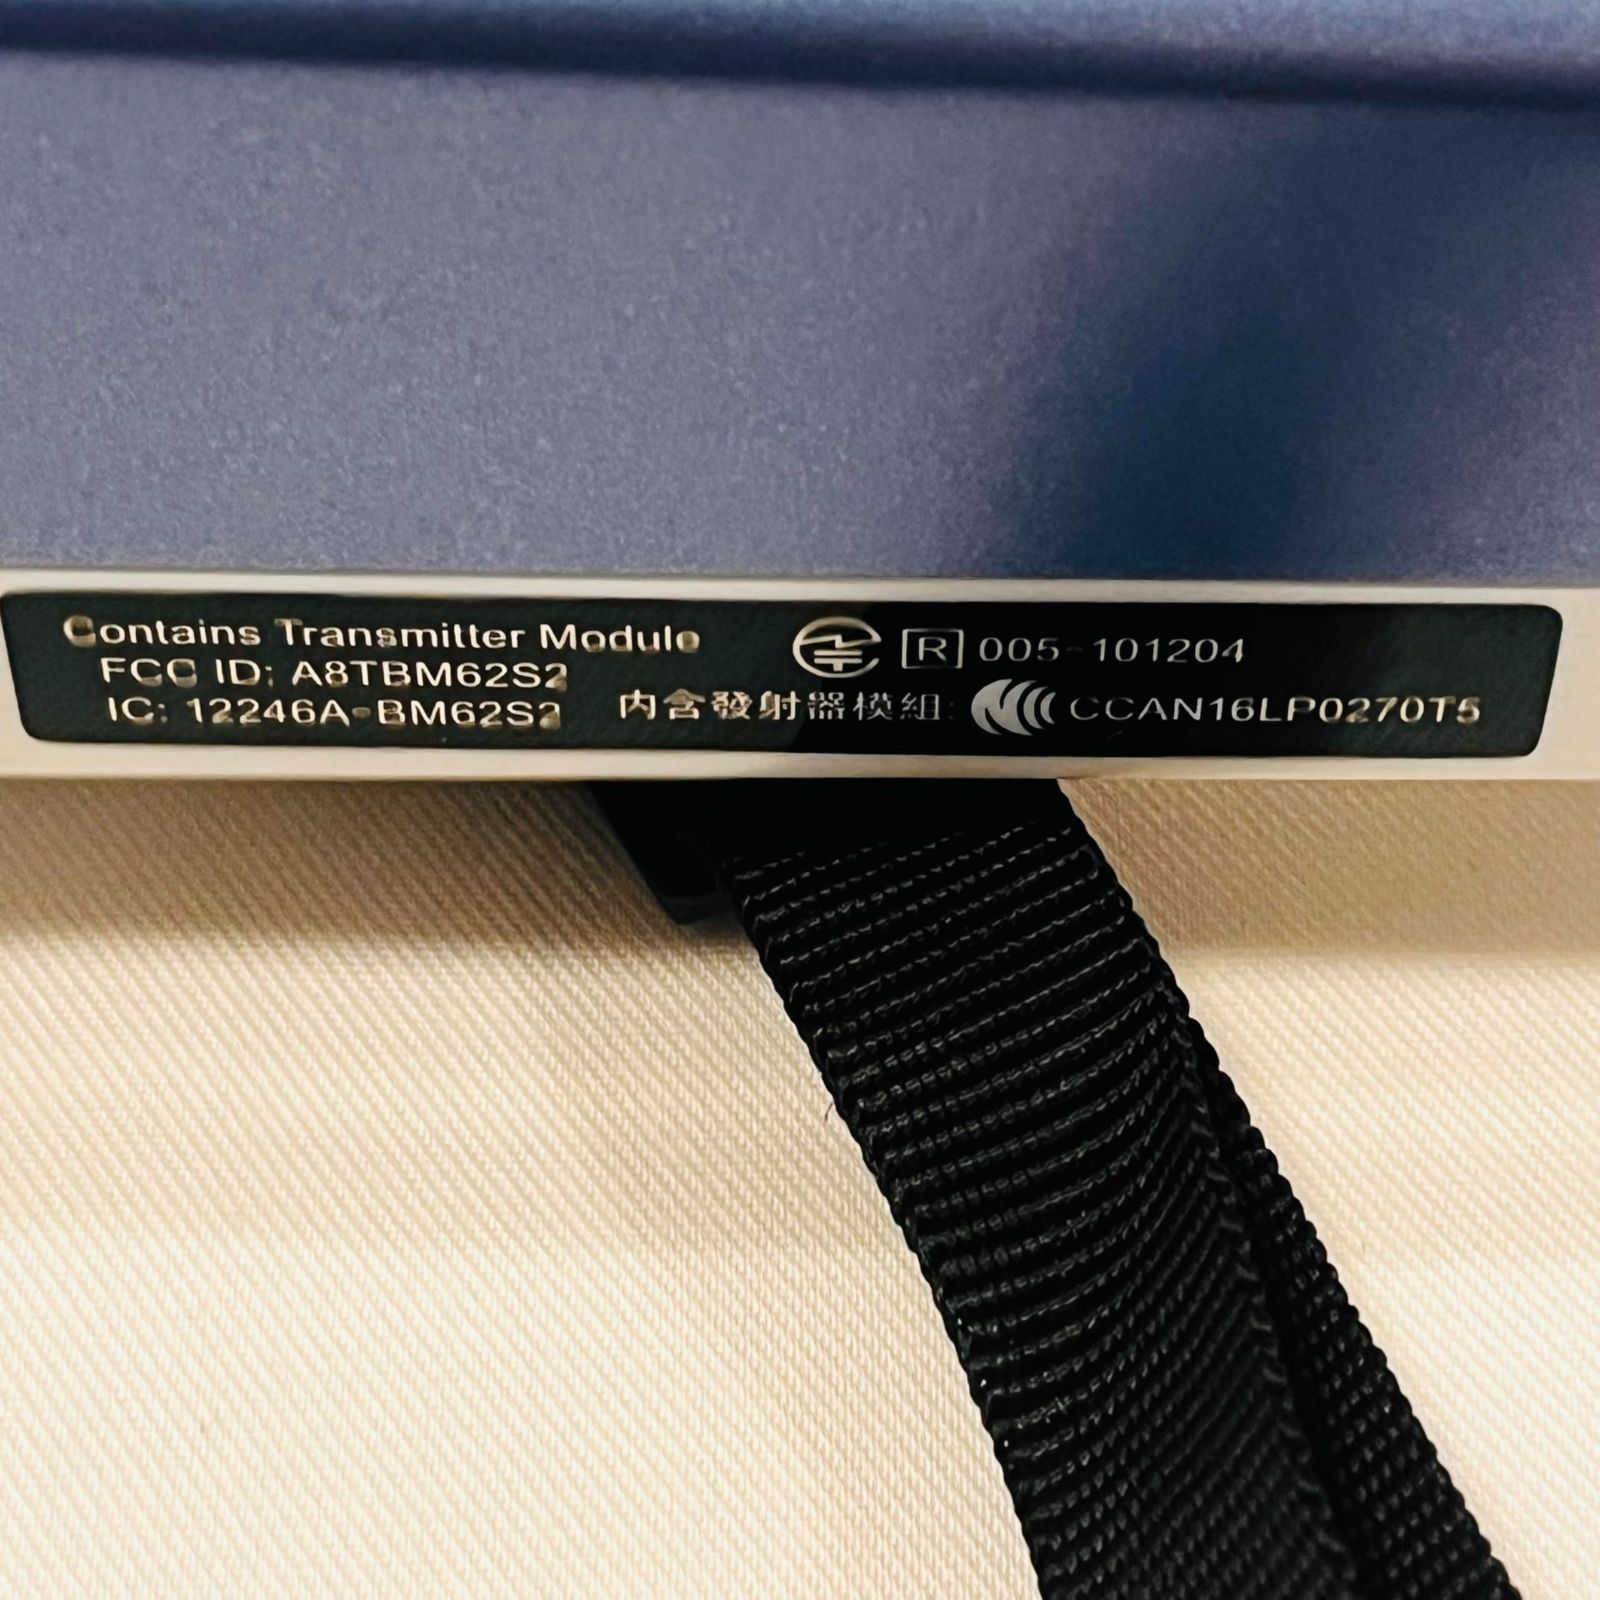 Contains Transmitter Module
FCC ID: A8TBM62S2
IC: 12246A-BM62S2
R 005-101204
內含發射器模組: CCAN16LP0270T5